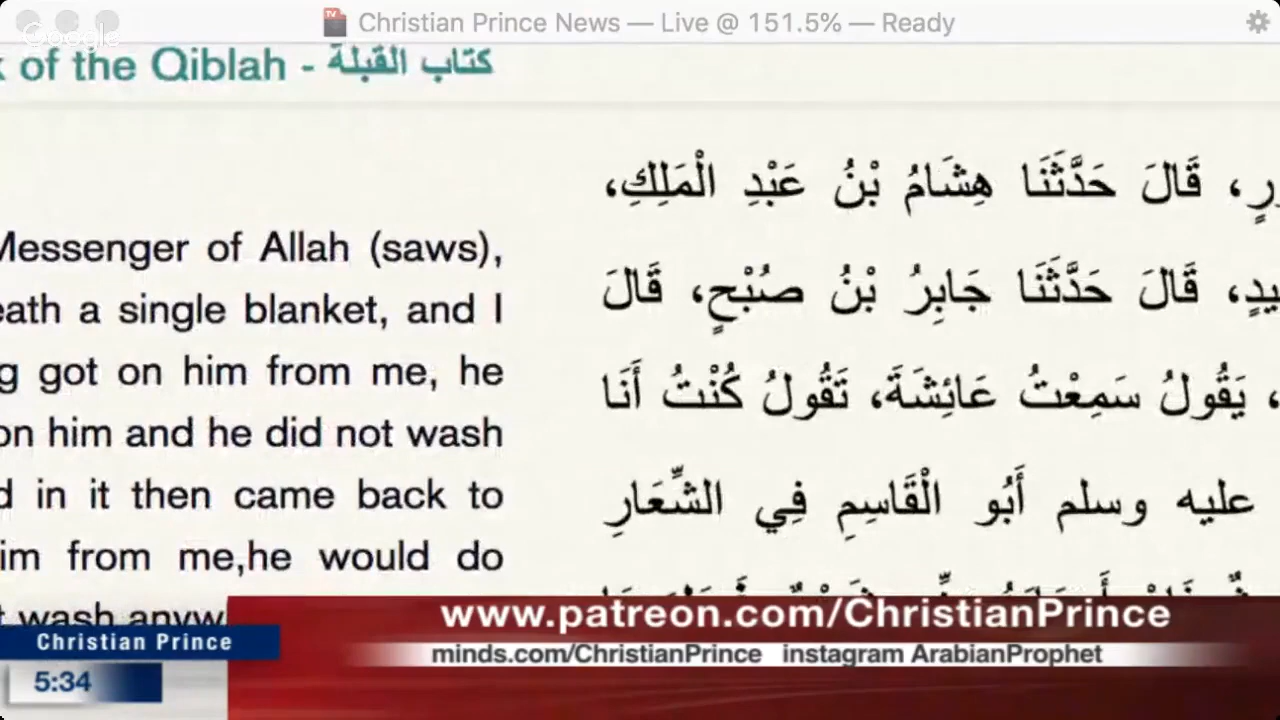 Christian Prince News — Live @ 151.5% — Ready
Google
of the Qiblah - كتاب القبلة
Messenger of Allah (saws),
a single blanket, and I
got on him from me, he
on him and he did not wash
in it then came back to
from me,he would do
wash
قَالَ حَدَّثَنَا هِشَامُ بْنُ عَبْدِ الْمَلِكِ،
قَالَ حَدَّثَنَا جَابِرُ بْنُ صُبْحٍ، قَالَ
، يَقُولُ سَمِعْتُ عَائِشَةَ، تَقُولُ كُنْتُ أَنَا
عليه وسلم أَبُو الْقَاسِمِ فِي الشِّعَارِ
www.patreon.com/ChristianPrince
Christian Prince
minds.com/ChristianPrince instagram ArabianProphet
5:34